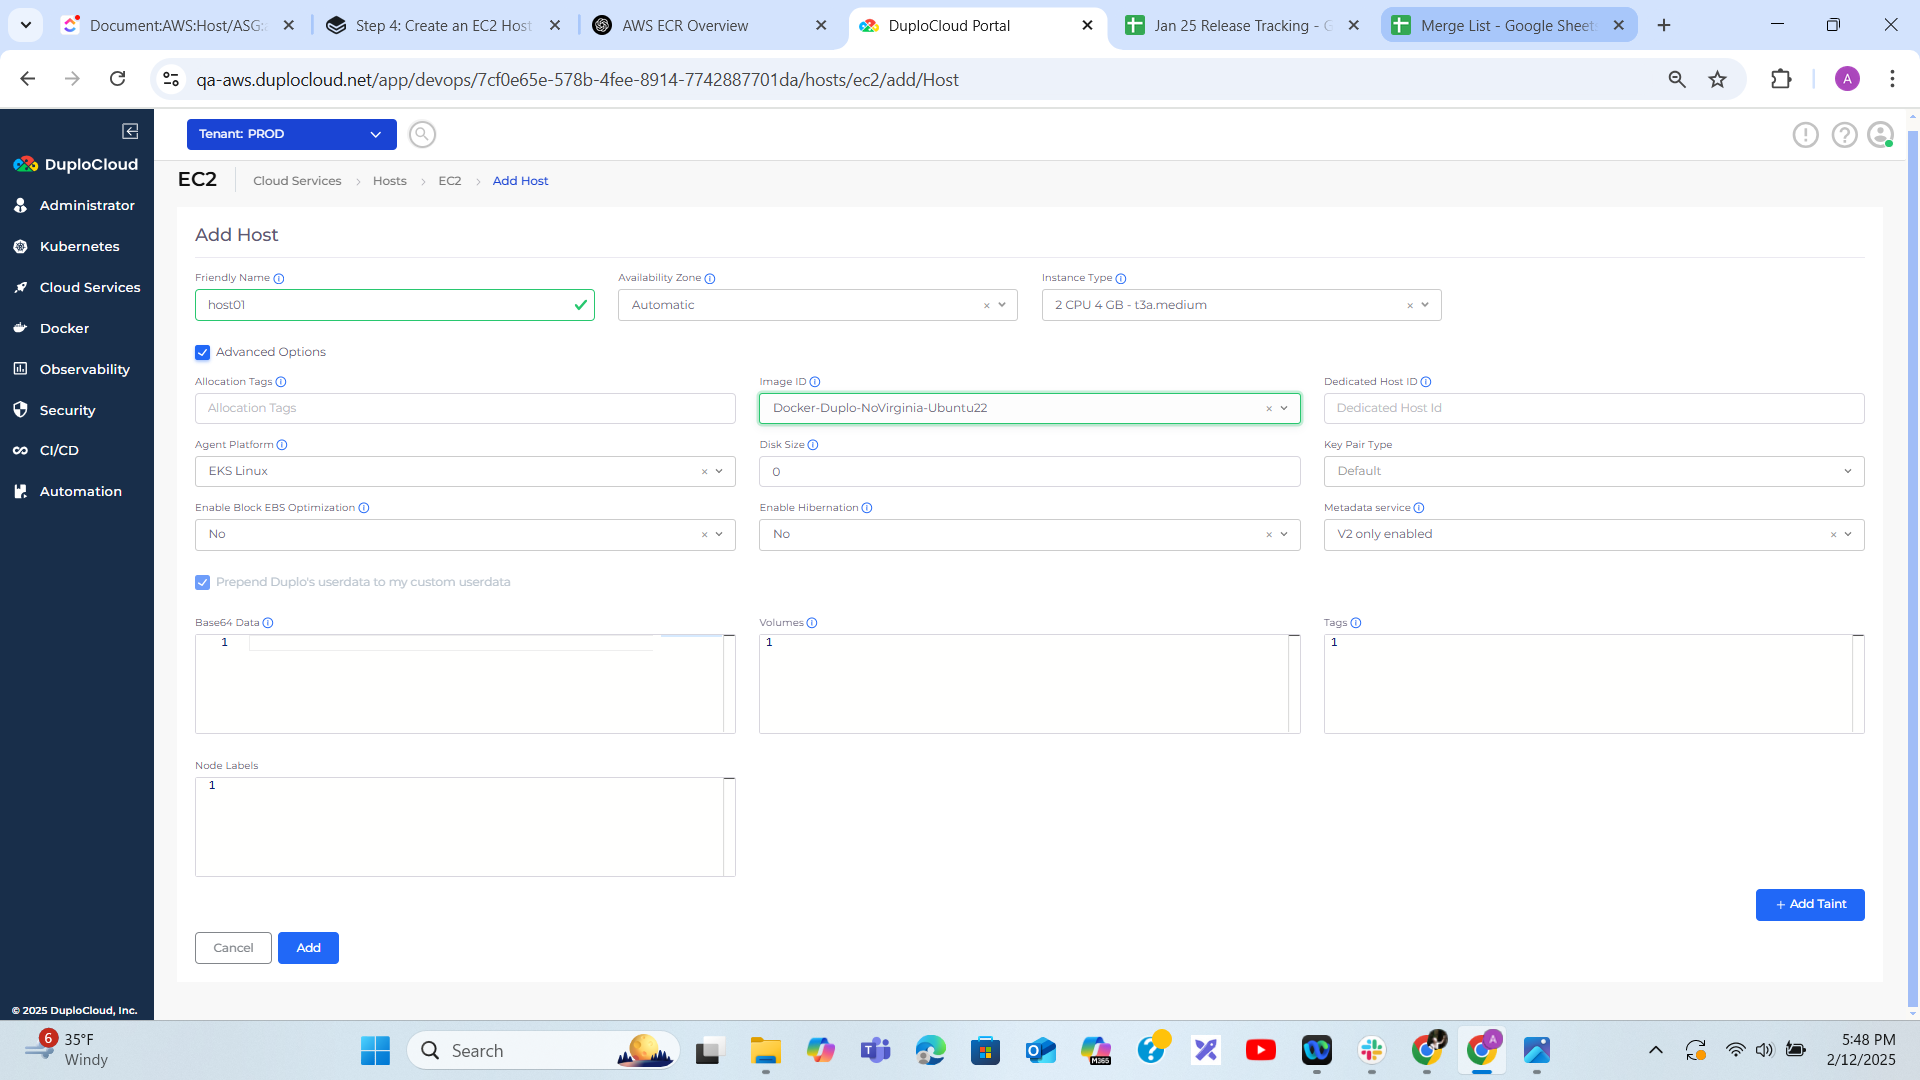 Document:AWS:Host/ASG:
Step 4: Create an EC2 Host
AWS ECR Overview
DuploCloud Portal
Jan 25 Release Tracking - G
Merge List - Google Sheets
qa-aws.duplocloud.net/app/devops/7cf0e65e-578b-4fee-8914-7742887701da/hosts/ec2/add/Host
A
DuploCloud
Administrator
Kubernetes
Cloud Services
Docker
Observability
Security
CI/CD
Automation
© 2025 DuploCloud, Inc.
Tenant: PROD
EC2
Cloud Services > Hosts > EC2 > Add Host
Add Host
Friendly Name
Availability Zone
Instance Type
host01
Automatic
2 CPU 4 GB - t3a.medium
Advanced Options
Allocation Tags
Image ID
Dedicated Host ID
Allocation Tags
Docker-Duplo-NoVirginia-Ubuntu22
Dedicated Host Id
Agent Platform
Disk Size
Key Pair Type
EKS Linux
0
Default
Enable Block EBS Optimization
Enable Hibernation
Metadata service
No
No
V2 only enabled
Prepend Duplo's userdata to my custom userdata
Base64 Data
Volumes
Tags
1
1
1
Node Labels
1
+ Add Taint
Cancel
Add
6
35°F
Windy
Search
M365
A
5:48 PM
2/12/2025